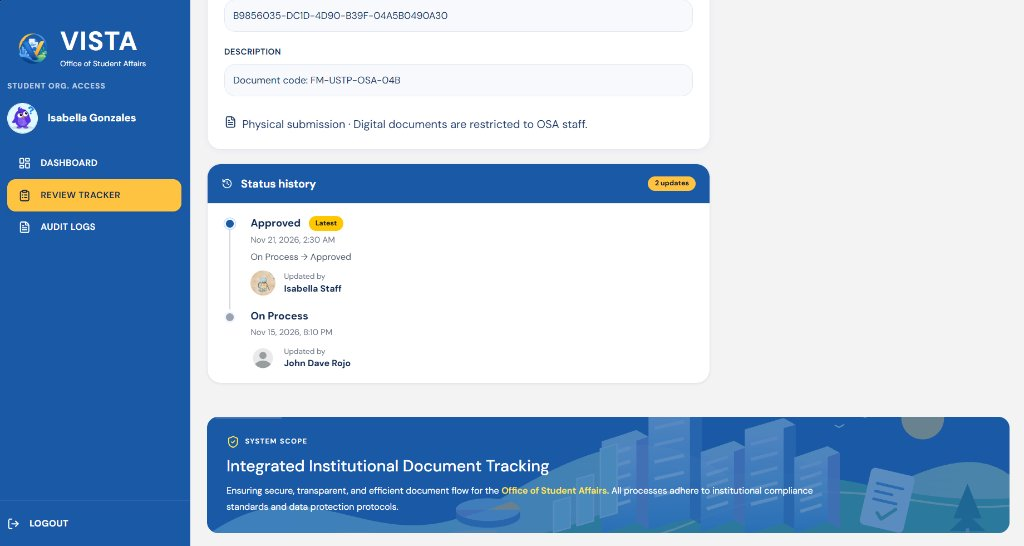 VISTA
Office of Student Affairs
STUDENT ORG. ACCESS
Isabella Gonzales
DASHBOARD
REVIEW TRACKER
AUDIT LOGS
LOGOUT
B9856035-DC1D-4D90-B39F-04A5B0490A30
DESCRIPTION
Document code: FM-USTP-OSA-04B
Physical submission · Digital documents are restricted to OSA staff.
Status history
2 updates
Approved Latest
Nov 21, 2026, 2:30 AM
On Process → Approved
Updated by
Isabella Staff
On Process
Nov 15, 2026, 8:10 PM
Updated by
John Dave Rojo
SYSTEM SCOPE
Integrated Institutional Document Tracking
Ensuring secure, transparent, and efficient document flow for the Office of Student Affairs. All processes adhere to institutional compliance
standards and data protection protocols.